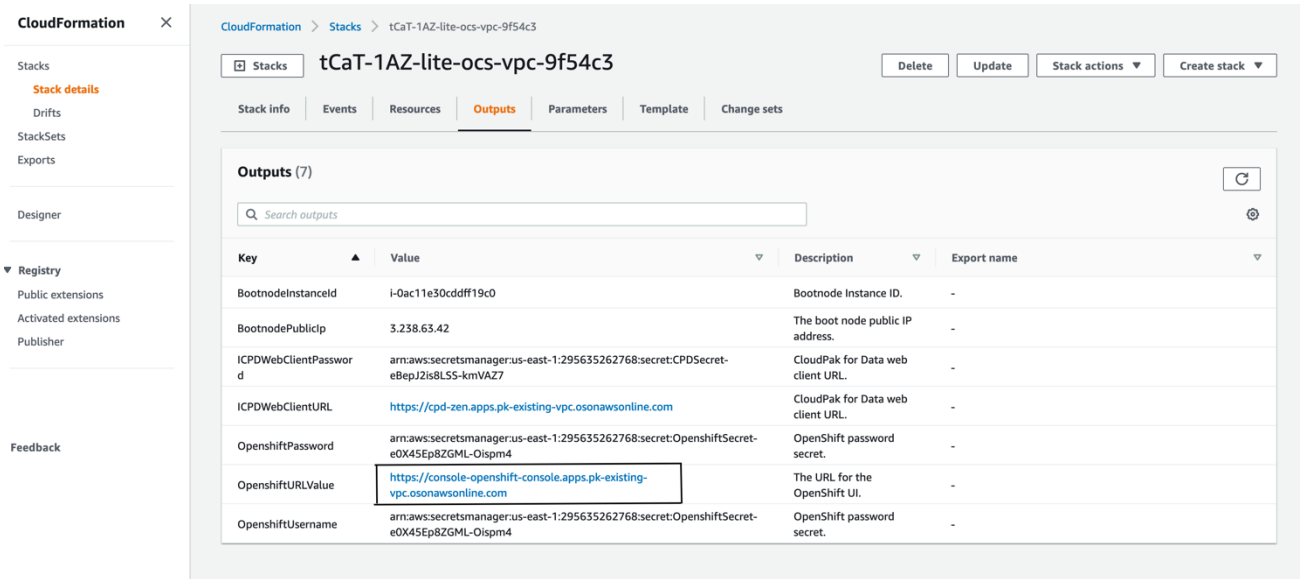 CloudFormation
Stacks
Stack details
Drifts
StackSets
Exports
Designer
Registry
Public extensions
Activated extensions
Publisher
Feedback
CloudFormation > Stacks > tCaT-1AZ-lite-ocs-vpc-9f54c3
Stacks tCaT-1AZ-lite-ocs-vpc-9f54c3 Delete Update Stack actions Create stack
Stack info Events Resources Outputs Parameters Template Change sets
Outputs (7)
Search outputs
Key Value Description Export name
BootnodeInstanceId i-0ac11e30cddff19c0 Bootnode Instance ID. -
BootnodePublicIp 3.238.63.42 The boot node public IP
address. -
ICPDWebClientPasswor
d
arn:aws:secretsmanager:us-east-1:295635262768:secret:CPDSecret-
eBepJ2is8LSS-kmVAZ7
CloudPak for Data web
client URL.
-
ICPDWebClientURL https://cpd-zen.apps.pk-existing-vpc.osonawsonline.com
CloudPak for Data web
client URL.
-
OpenshiftPassword
arn:aws:secretsmanager:us-east-1:295635262768:secret:OpenshiftSecret-
e0X45Ep8ZGML-Oispm4
OpenShift password
secret.
-
OpenshiftURLValue
https://console-openshift-console.apps.pk-existing-
vpc.osonawsonline.com
The URL for the
OpenShift UI.
-
OpenshiftUsername
arn:aws:secretsmanager:us-east-1:295635262768:secret:OpenshiftSecret-
e0X45Ep8ZGML-Oispm4
OpenShift password
secret.
-